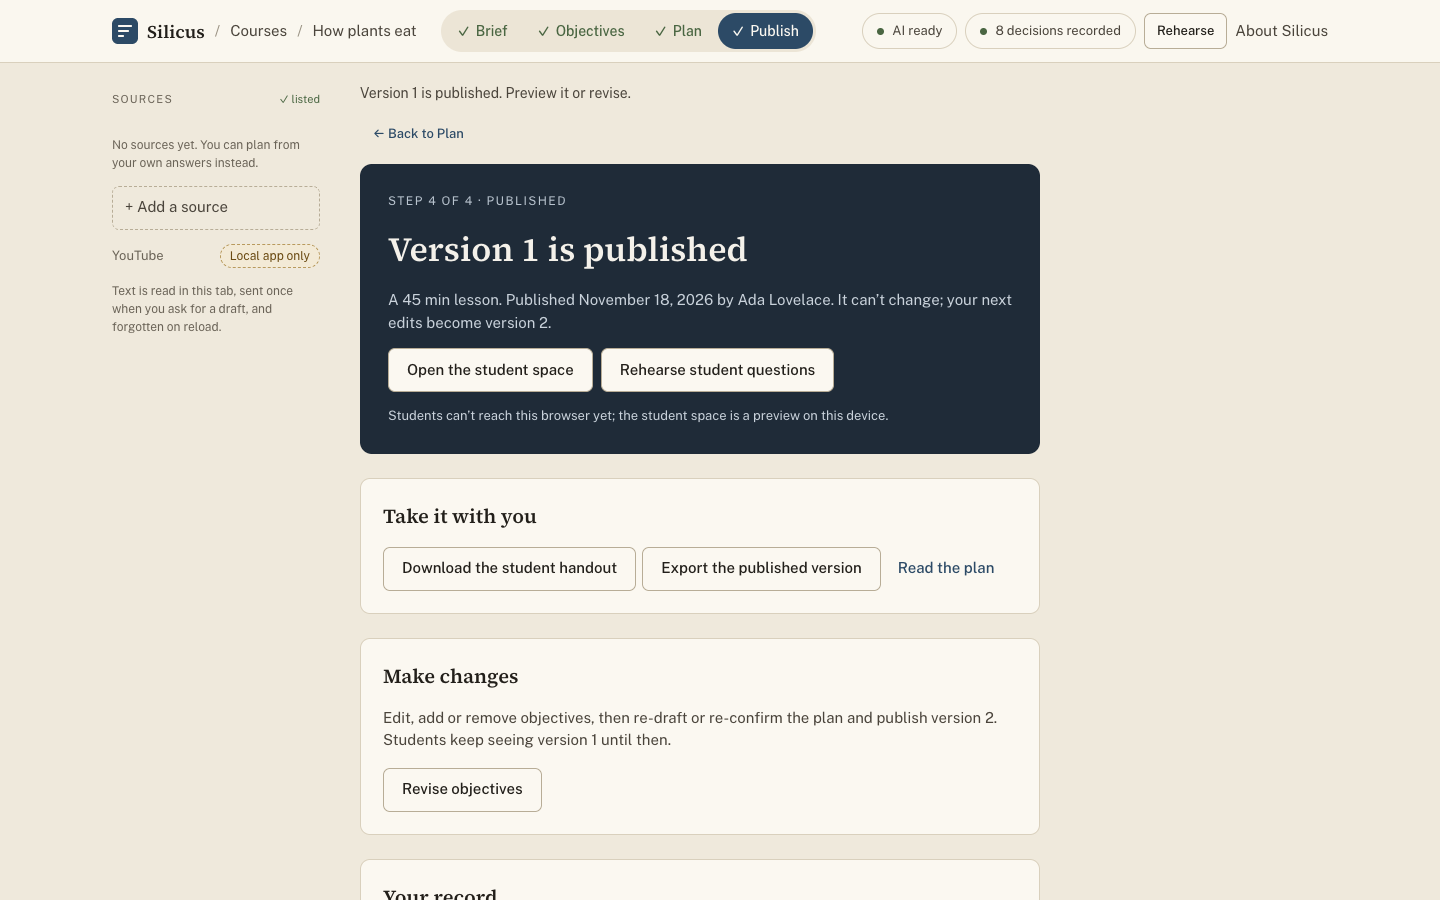 Silicus / Courses / How plants eat
✓ Brief ✓ Objectives ✓ Plan ✓ Publish
AI ready
8 decisions recorded
Rehearse
About Silicus
SOURCES
✓ listed
No sources yet. You can plan from
your own answers instead.
+ Add a source
YouTube
Local app only
Text is read in this tab, sent once
when you ask for a draft, and
forgotten on reload.
Version 1 is published. Preview it or revise.
← Back to Plan
STEP 4 OF 4 · PUBLISHED
Version 1 is published
A 45 min lesson. Published November 18, 2026 by Ada Lovelace. It can’t change; your next
edits become version 2.
Open the student space
Rehearse student questions
Students can’t reach this browser yet; the student space is a preview on this device.
Take it with you
Download the student handout
Export the published version
Read the plan
Make changes
Edit, add or remove objectives, then re-draft or re-confirm the plan and publish version 2.
Students keep seeing version 1 until then.
Revise objectives
Your record